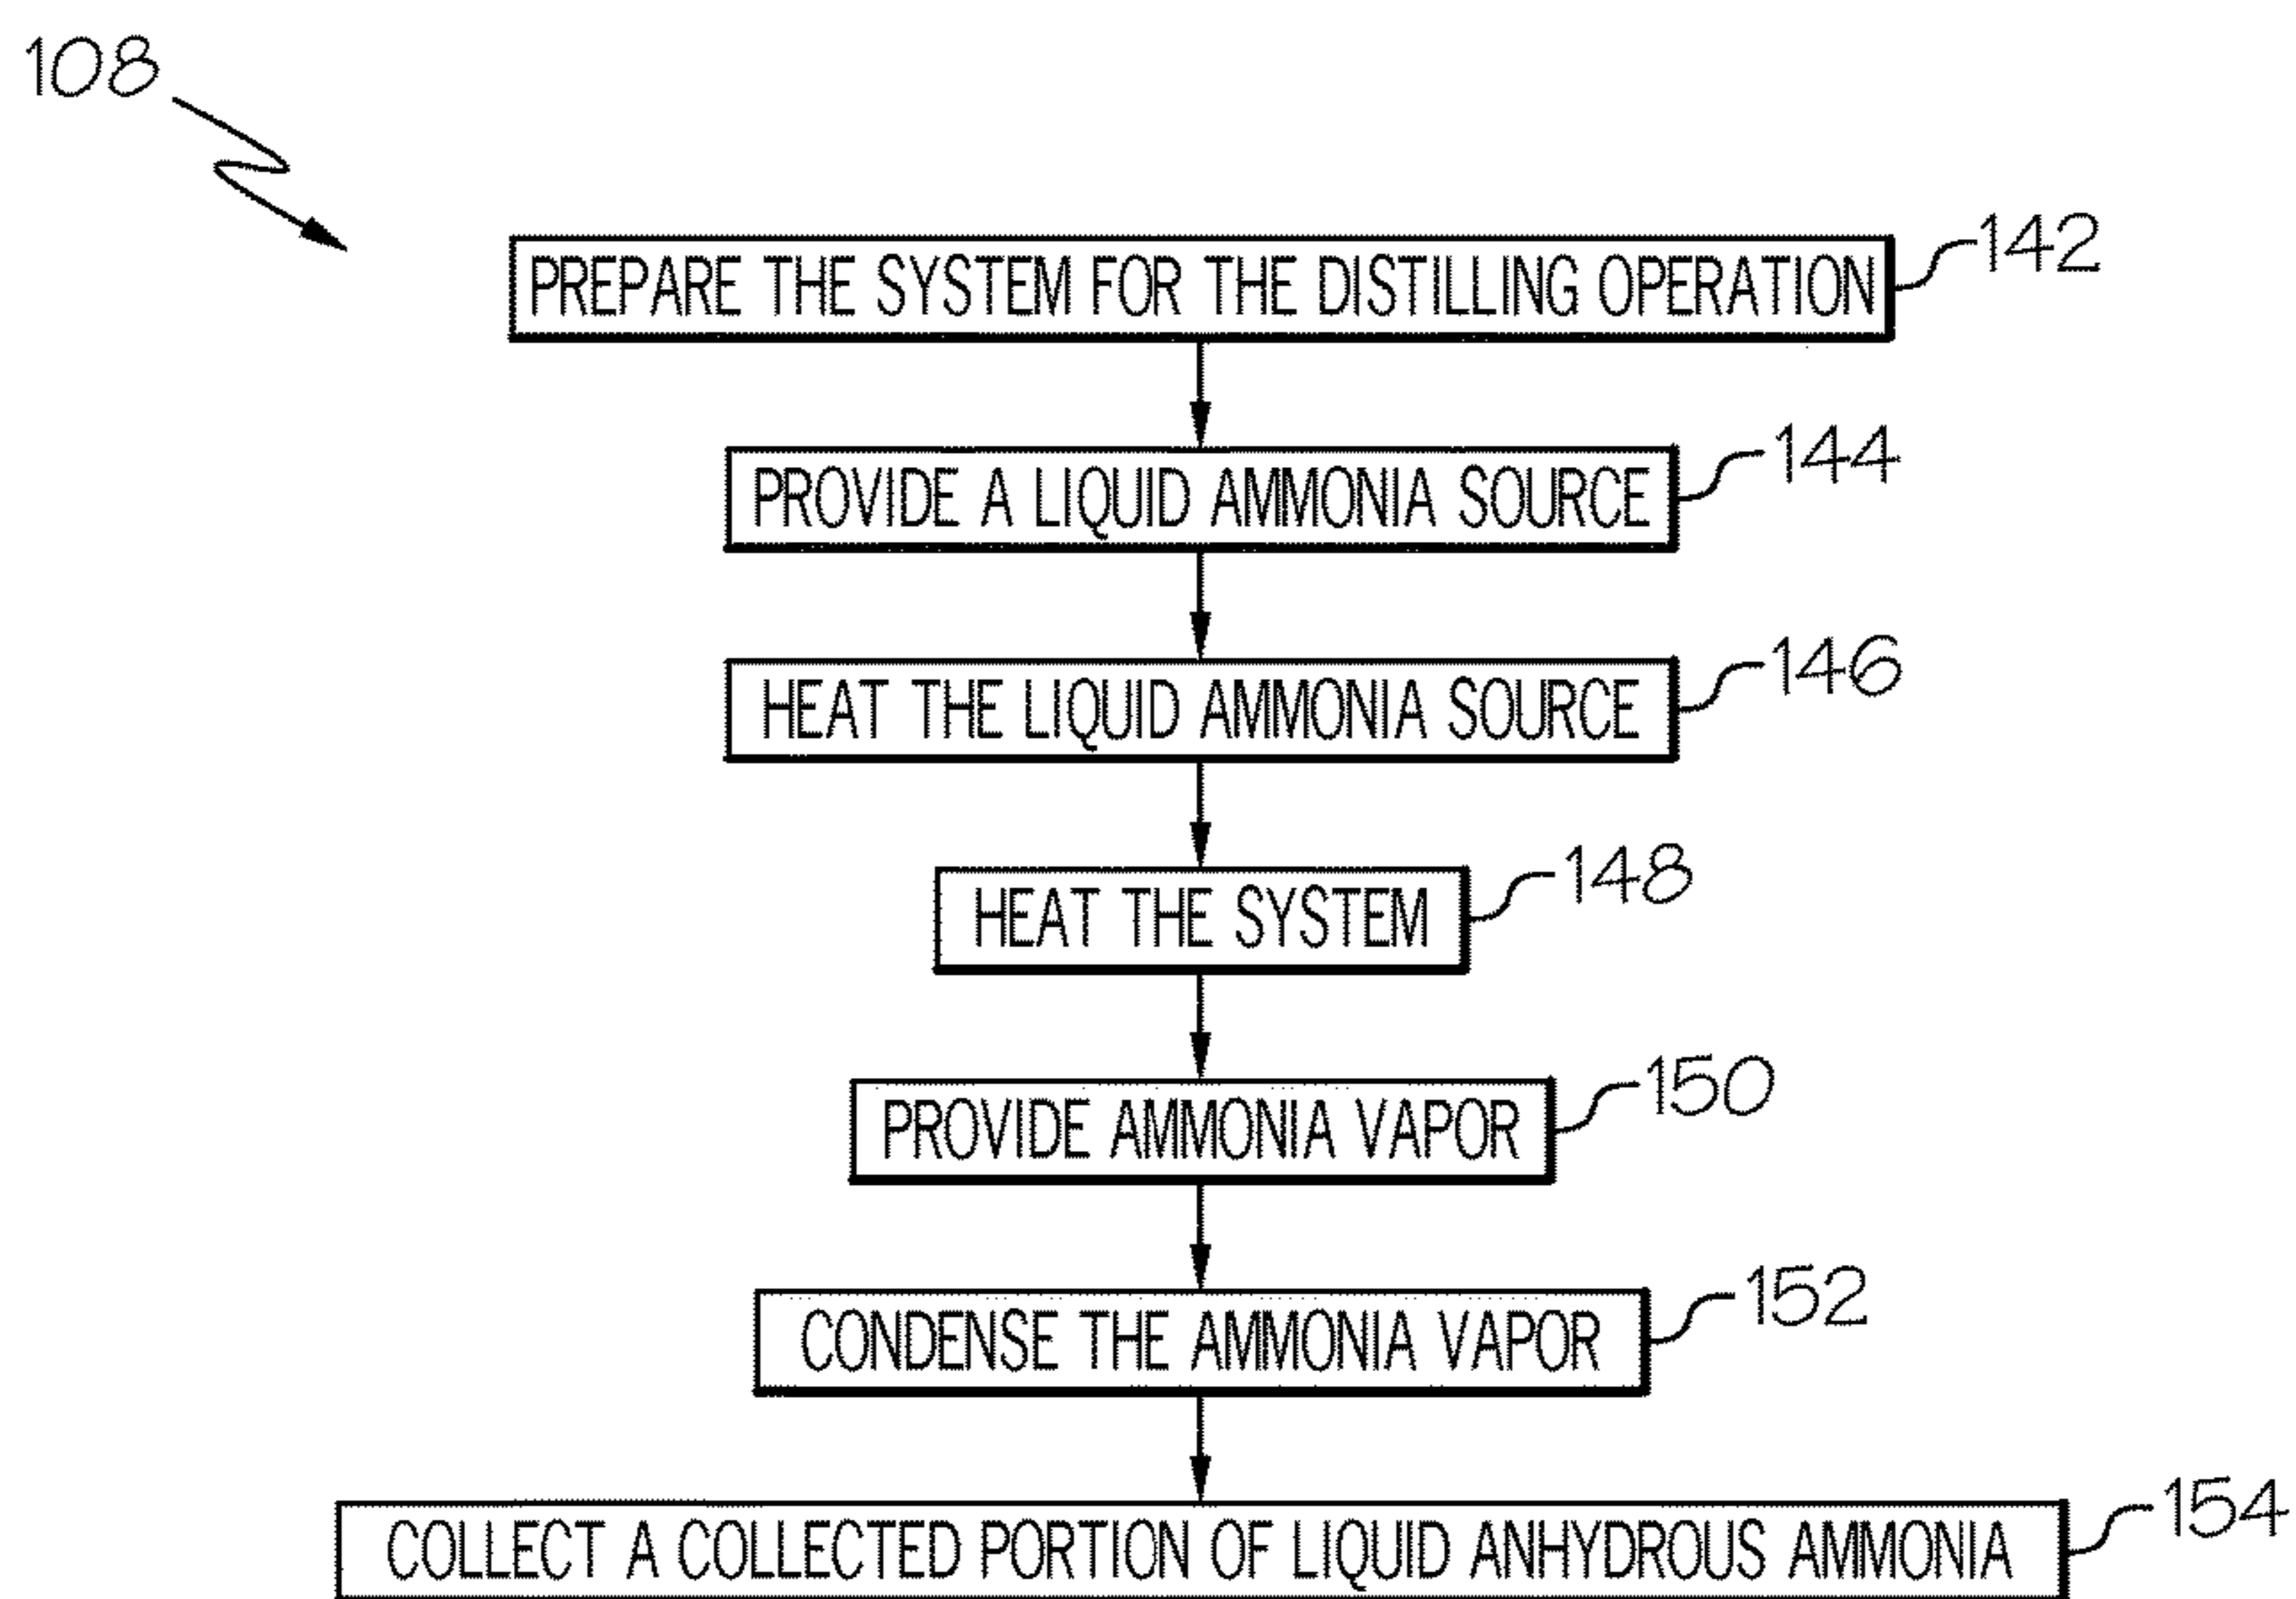 108
PREPARE THE SYSTEM FOR THE DISTILLING OPERATION
142
PROVIDE A LIQUID AMMONIA SOURCE
144
HEAT THE LIQUID AMMONIA SOURCE
146
HEAT THE SYSTEM
148
PROVIDE AMMONIA VAPOR
150
CONDENSE THE AMMONIA VAPOR
152
COLLECT A COLLECTED PORTION OF LIQUID ANHYDROUS AMMONIA
154